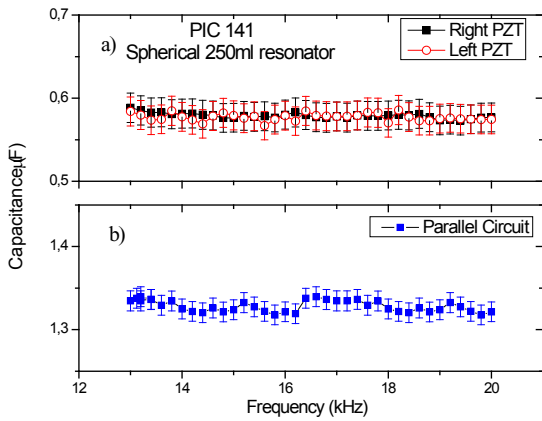 PIC 141
Spherical 250ml resonator
a)
Right PZT
Left PZT
0,7
0,6
0,5
Capacitance(μF)
b)
Parallel Circuit
1,4
1,3
12 14 16 18 20
Frequency (kHz)